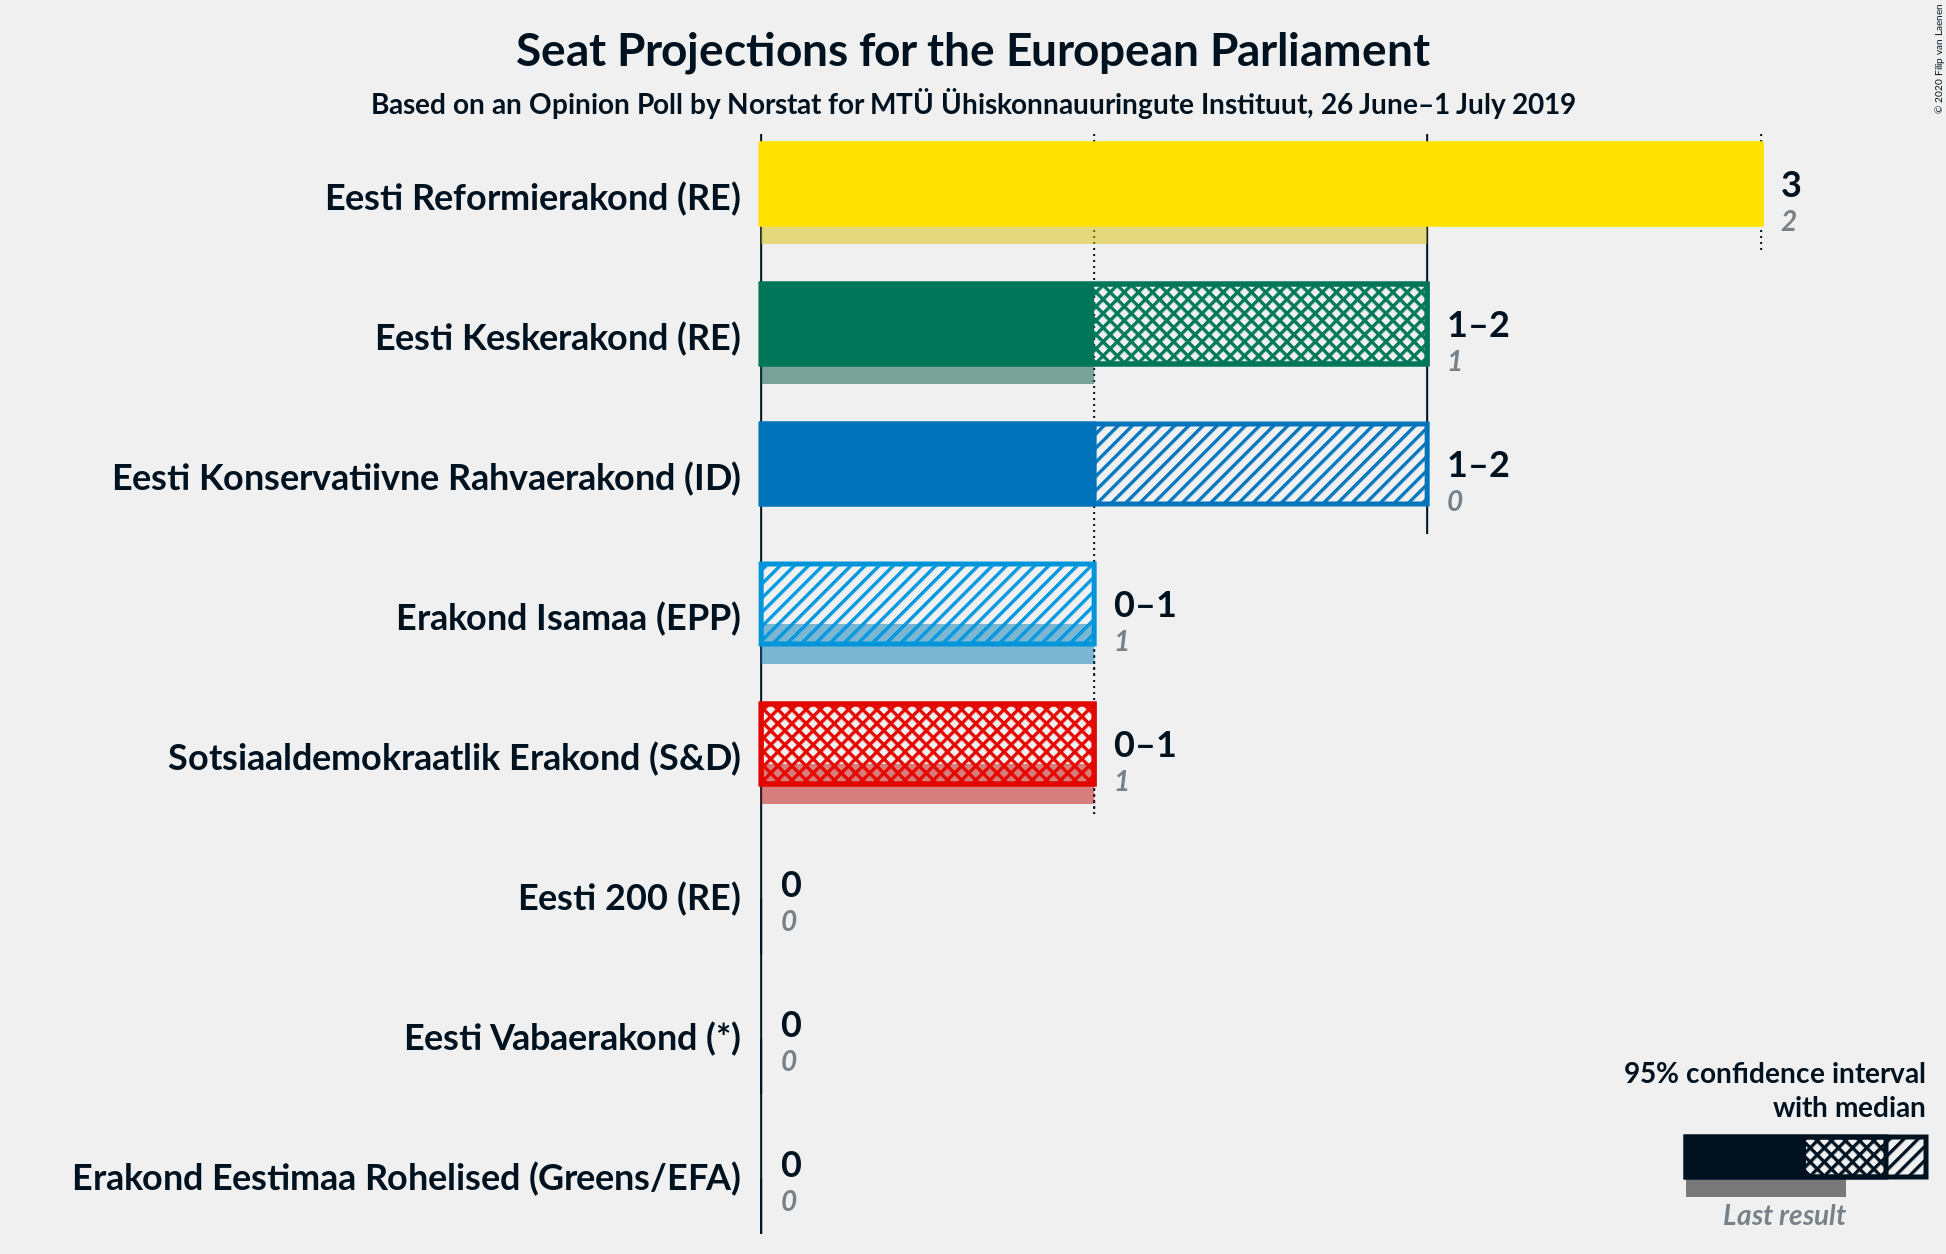 Seat Projections for the European Parliament
Based on an Opinion Poll by Norstat for MTÜ Ühiskonnauuringute Instituut, 26 June–1 July 2019
© 2020 Filip van Laenen
Eesti Reformierakond (RE)
3
2
Eesti Keskerakond (RE)
1–2
1
Eesti Konservatiivne Rahvaerakond (ID)
1–2
0
Erakond Isamaa (EPP)
0–1
1
Sotsiaaldemokraatlik Erakond (S&D)
0–1
1
Eesti 200 (RE)
0
0
Eesti Vabaerakond (*)
0
0
Erakond Eestimaa Rohelised (Greens/EFA)
0
0
95% confidence interval
with median
Last result